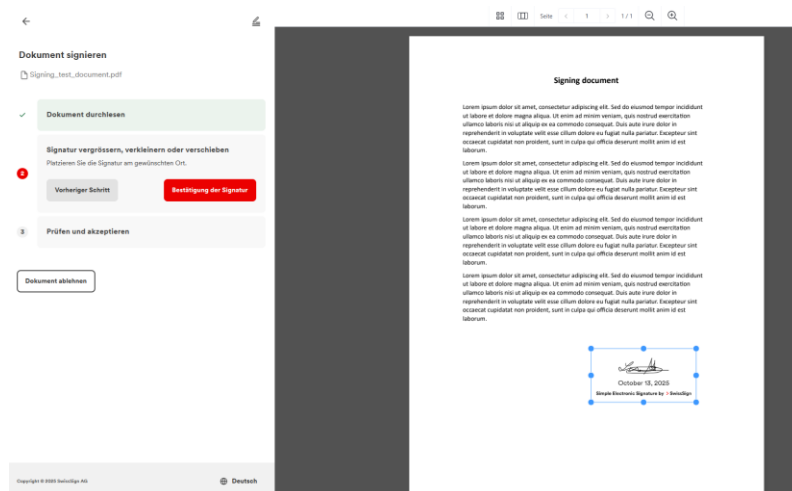 Dokument signieren
Signing_test_document.pdf
Dokument durchlesen
Signatur vergrössern, verkleinern oder verschieben
Platzieren Sie die Signatur am gewünschten Ort.
2
Vorheriger Schritt
Bestätigung der Signatur
3
Prüfen und akzeptieren
Dokument ablehnen
Copyright © 2025 SwissSign AG
Deutsch
Seite
1
1 / 1
Signing document
Lorem ipsum dolor sit amet, consectetur adipiscing elit. Sed do eiusmod tempor incididunt
ut labore et dolore magna aliqua. Ut enim ad minim veniam, quis nostrud exercitation
ullamco laboris nisi ut aliquip ex ea commodo consequat. Duis aute irure dolor in
reprehenderit in voluptate velit esse cillum dolore eu fugiat nulla pariatur. Excepteur sint
occaecat cupidatat non proident, sunt in culpa qui officia deserunt mollit anim id est
laborum.
Lorem ipsum dolor sit amet, consectetur adipiscing elit. Sed do eiusmod tempor incididunt
ut labore et dolore magna aliqua. Ut enim ad minim veniam, quis nostrud exercitation
ullamco laboris nisi ut aliquip ex ea commodo consequat. Duis aute irure dolor in
reprehenderit in voluptate velit esse cillum dolore eu fugiat nulla pariatur. Excepteur sint
occaecat cupidatat non proident, sunt in culpa qui officia deserunt mollit anim id est
laborum.
Lorem ipsum dolor sit amet, consectetur adipiscing elit. Sed do eiusmod tempor incididunt
ut labore et dolore magna aliqua. Ut enim ad minim veniam, quis nostrud exercitation
ullamco laboris nisi ut aliquip ex ea commodo consequat. Duis aute irure dolor in
reprehenderit in voluptate velit esse cillum dolore eu fugiat nulla pariatur. Excepteur sint
occaecat cupidatat non proident, sunt in culpa qui officia deserunt mollit anim id est
laborum.
Lorem ipsum dolor sit amet, consectetur adipiscing elit. Sed do eiusmod tempor incididunt
ut labore et dolore magna aliqua. Ut enim ad minim veniam, quis nostrud exercitation
ullamco laboris nisi ut aliquip ex ea commodo consequat. Duis aute irure dolor in
reprehenderit in voluptate velit esse cillum dolore eu fugiat nulla pariatur. Excepteur sint
occaecat cupidatat non proident, sunt in culpa qui officia deserunt mollit anim id est
laborum.
October 13, 2025
Simple Electronic Signature by SwissSign